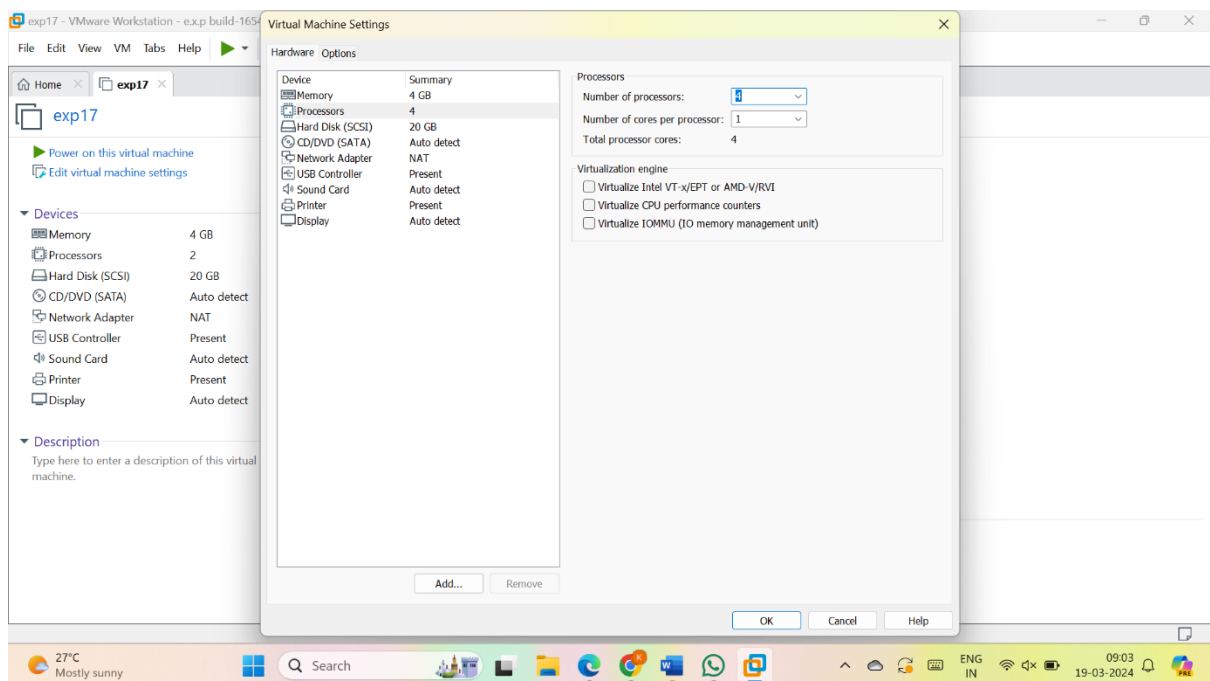 exp17 - VMware Workstation - e.x.p build-1654
File Edit View VM Tabs Help
Home
exp17
exp17
Power on this virtual machine
Edit virtual machine settings
Devices
Memory 4 GB
Processors 2
Hard Disk (SCSI) 20 GB
CD/DVD (SATA) Auto detect
Network Adapter NAT
USB Controller Present
Sound Card Auto detect
Printer Present
Display Auto detect
Description
Type here to enter a description of this virtual
machine.
Virtual Machine Settings
Hardware Options
Device Summary
Memory 4 GB
Processors 4
Hard Disk (SCSI) 20 GB
CD/DVD (SATA) Auto detect
Network Adapter NAT
USB Controller Present
Sound Card Auto detect
Printer Present
Display Auto detect
Add... Remove
Processors
Number of processors: 4
Number of cores per processor: 1
Total processor cores: 4
Virtualization engine
Virtualize Intel VT-x/EPT or AMD-V/RVI
Virtualize CPU performance counters
Virtualize IOMMU (IO memory management unit)
OK Cancel Help
27°C
Mostly sunny
Search
ENG
IN
09:03
19-03-2024
PRE